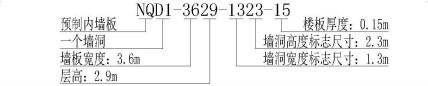 NQD1-3629-1323-15
预制内墙板 楼板厚度: 0.15m
一个墙洞 墙洞高度标志尺寸: 2.3m
墙板宽度: 3.6m 墙洞宽度标志尺寸: 1.3m
层高: 2.9m